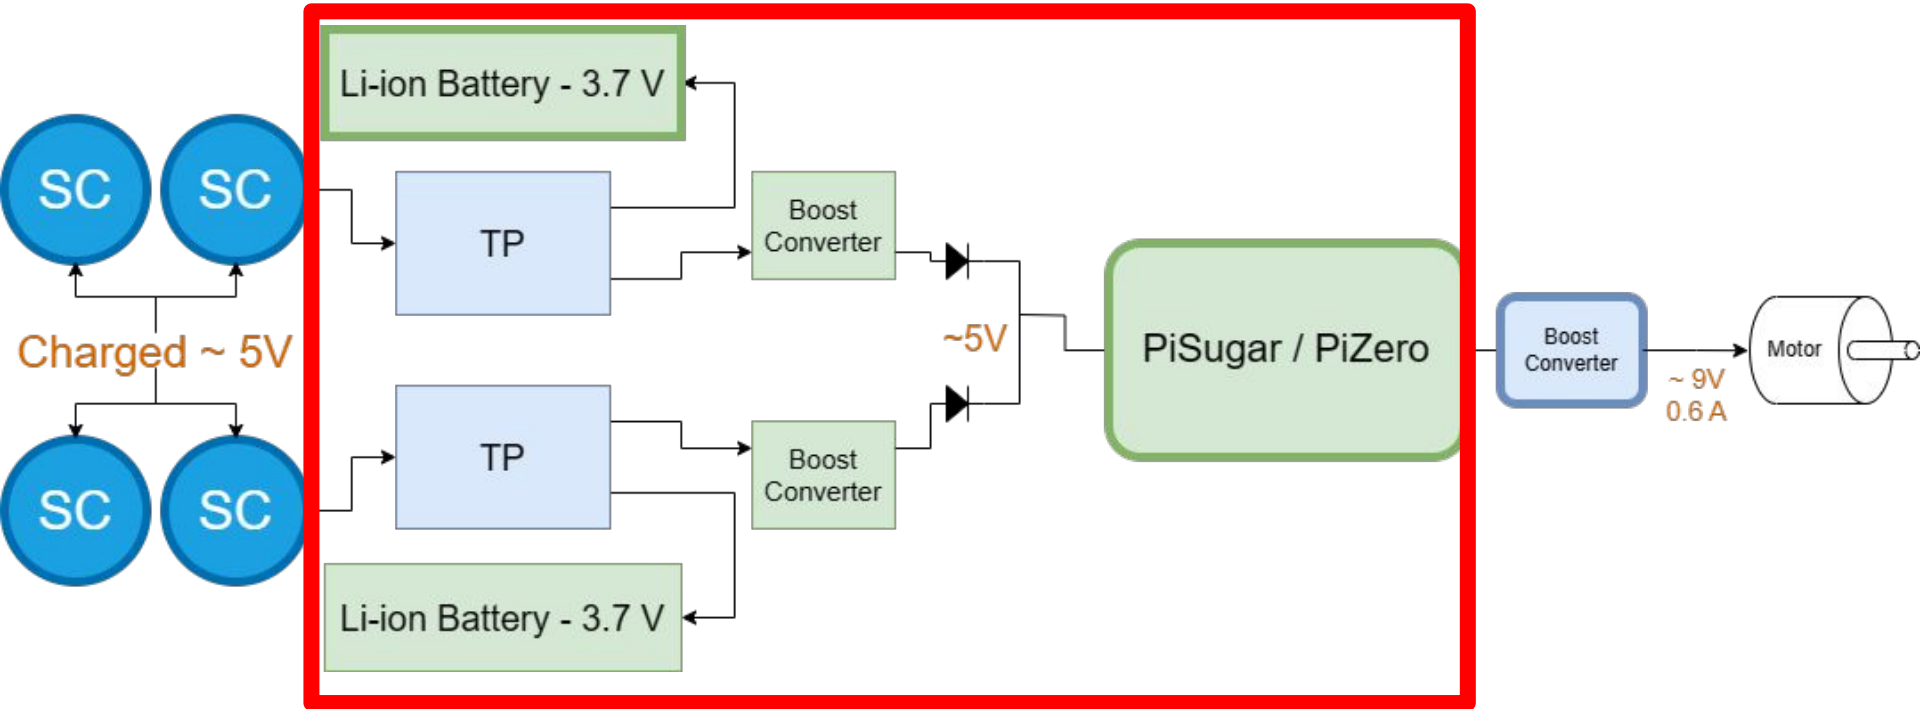 Li-ion Battery - 3.7 V
SC
SC
TP
Boost
Converter
Charged ~ 5V
~5V
PiSugar / PiZero
Boost
Converter
~ 9V
0.6 A
Motor
SC
SC
TP
Boost
Converter
Li-ion Battery - 3.7 V